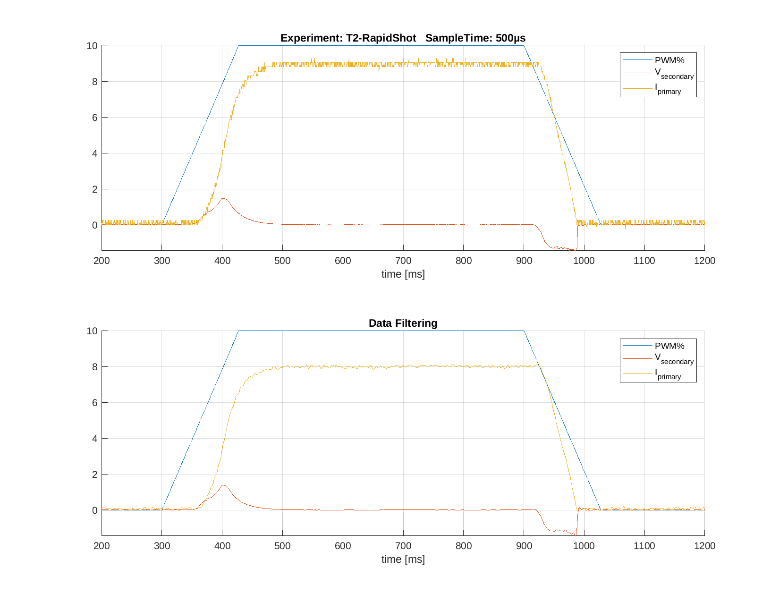 Experiment: T2-RapidShot SampleTime: 500µs
10
8
6
4
2
0
PWM%
Vsecondary
Iprimary
200 300 400 500 600 700 800 900 1000 1100 1200
time [ms]
Data Filtering
10
8
6
4
2
0
PWM%
Vsecondary
Iprimary
200 300 400 500 600 700 800 900 1000 1100 1200
time [ms]